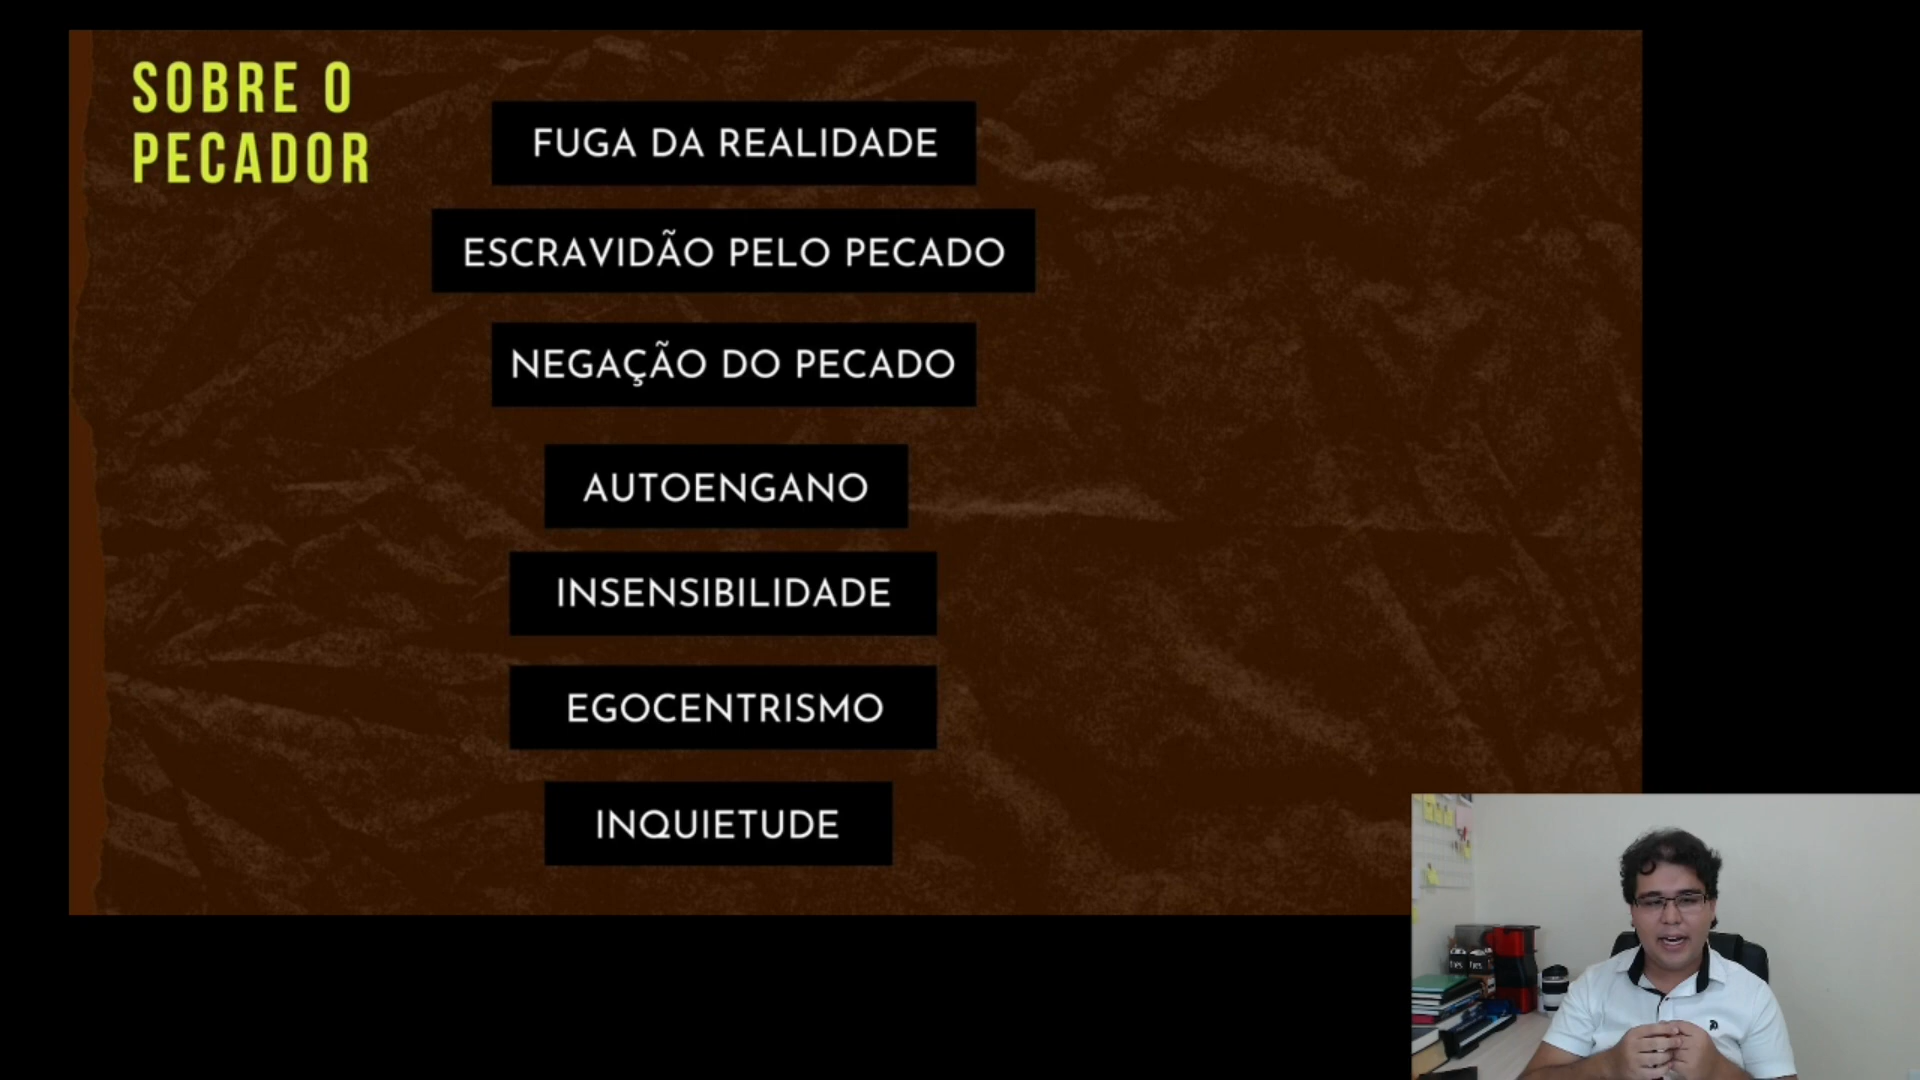 SOBRE O
PECADOR
FUGA DA REALIDADE
ESCRAVIDÃO PELO PECADO
NEGAÇÃO DO PECADO
AUTOENGANO
INSENSIBILIDADE
EGOCENTRISMO
INQUIETUDE